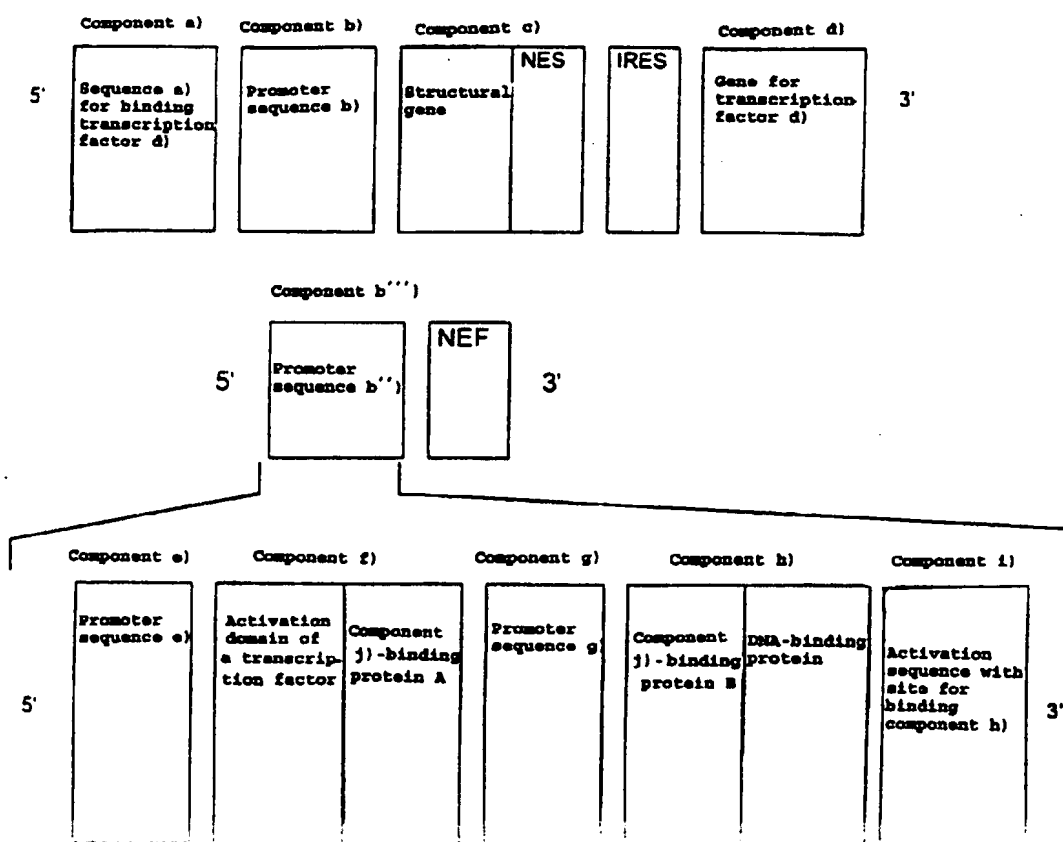 Component a)
Component b)
Component c)
Component d)
5'
Sequence a)
for binding
transcription
factor d)
Promoter
sequence b)
Structural
gene
NES
IRES
Gene for
transcription
factor d)
3'
Component b''')
5'
Promoter
sequence b'')
NEF
3'
Component e)
Component f)
Component g)
Component h)
Component i)
5'
Promoter
sequence e)
Activation
domain of
a transcrip-
tion factor
Component
j)-binding
protein A
Promoter
sequence g)
Component
j)-binding
protein B
DNA-binding
protein
Activation
sequence with
site for
binding
component h)
3'